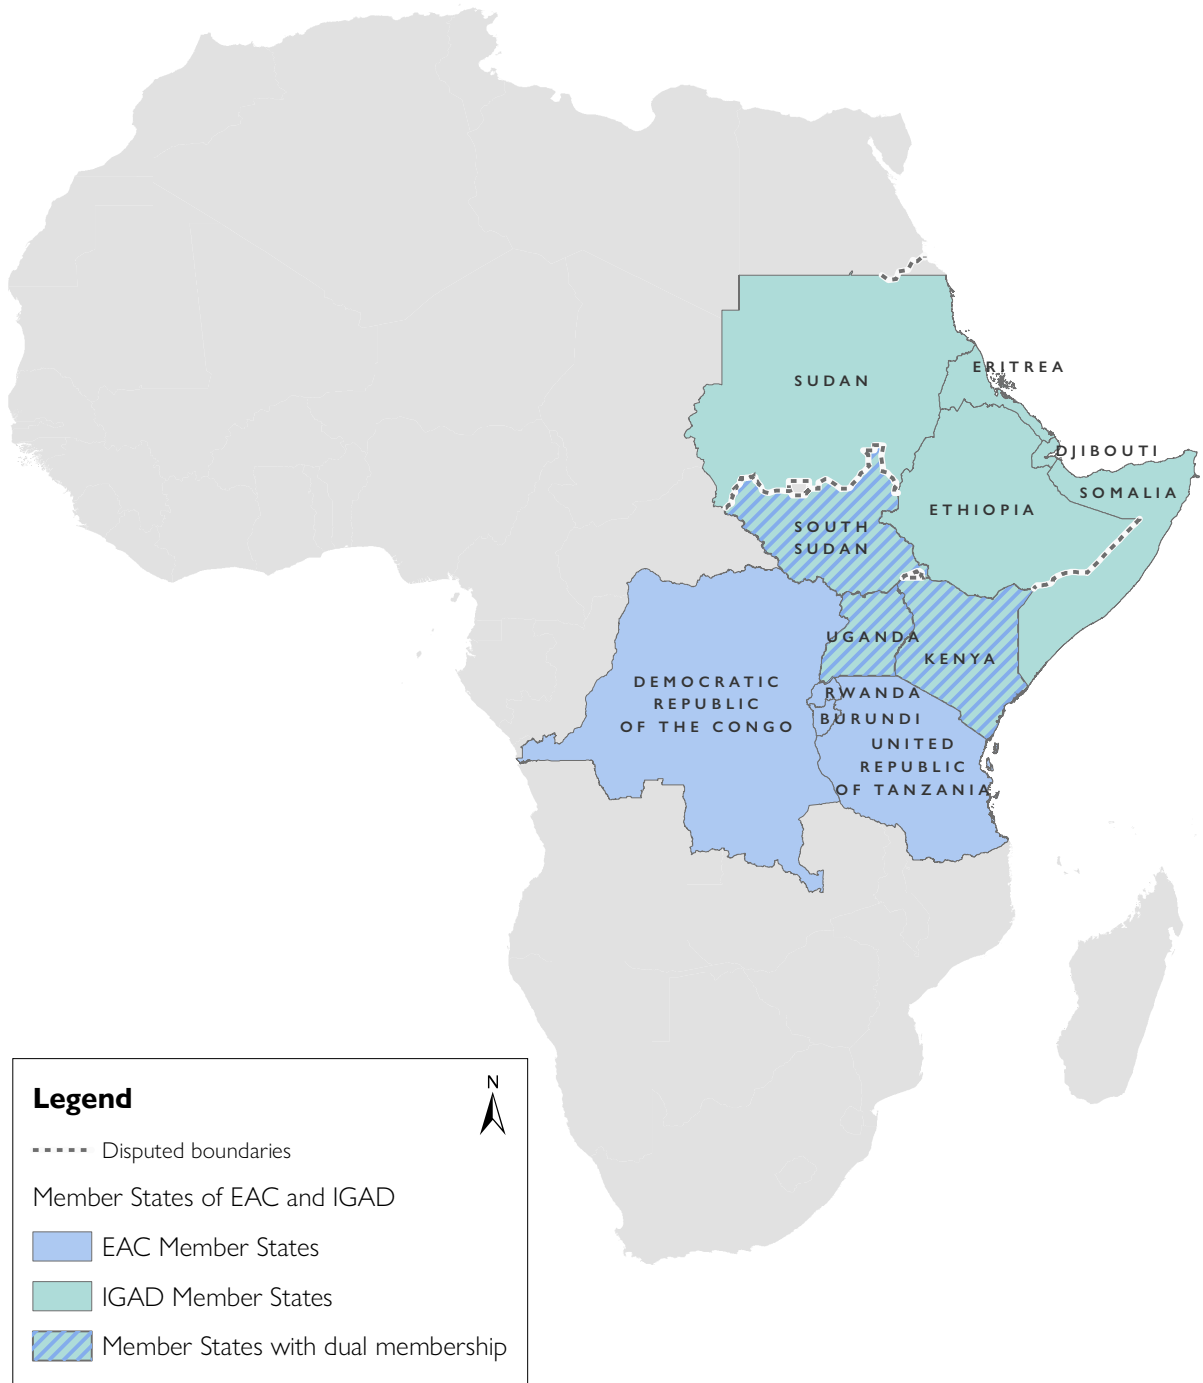 ERITREA
SUDAN
DJIBOUTI
SOMALIA
ETHIOPIA
SOUTH
SUDAN
UGANDA
KENYA
DEMOCRATIC
REPUBLIC
OF THE CONGO
RWANDA
BURUNDI
UNITED
REPUBLIC
OF TANZANIA
Legend
N
Disputed boundaries
Member States of EAC and IGAD
EAC Member States
IGAD Member States
Member States with dual membership